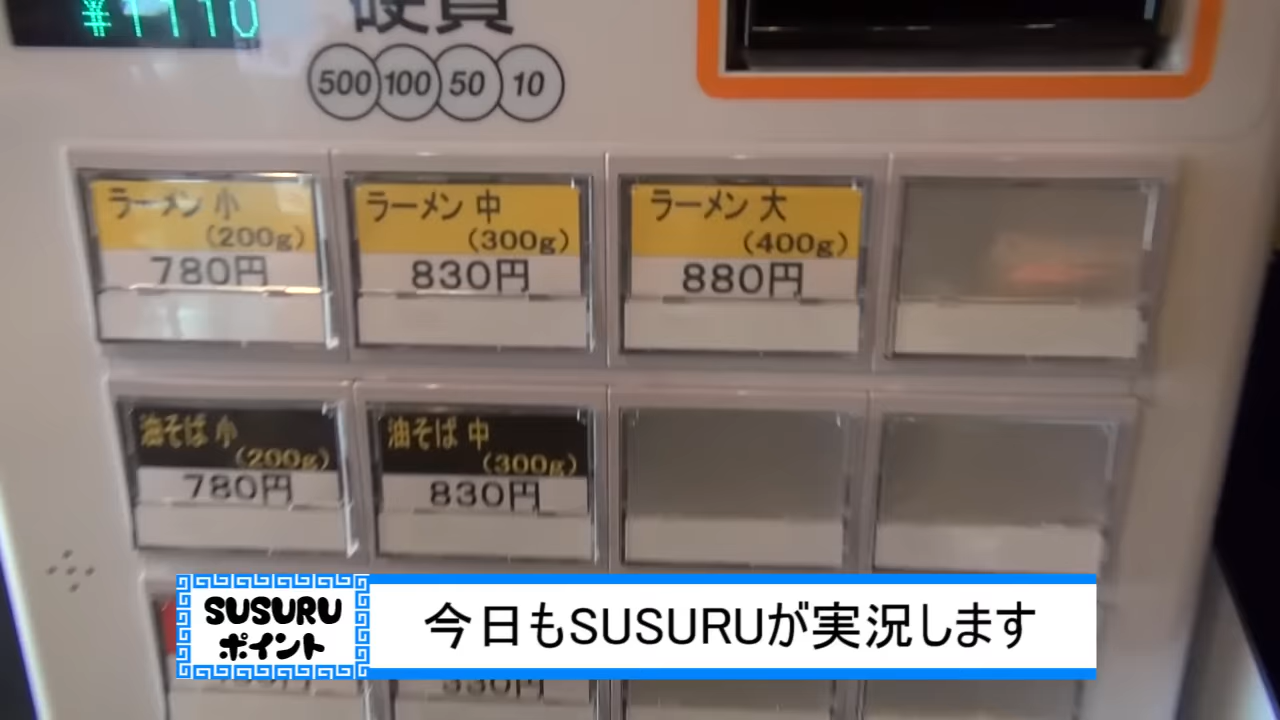 ¥1110
硬貨
500 100 50 10
ラーメン 小
(200g)
780円
ラーメン 中
(300g)
830円
ラーメン 大
(400g)
880円
油そば 小
(200g)
780円
油そば 中
(300g)
830円
SUSURU
ポイント
今日もSUSURUが実況します